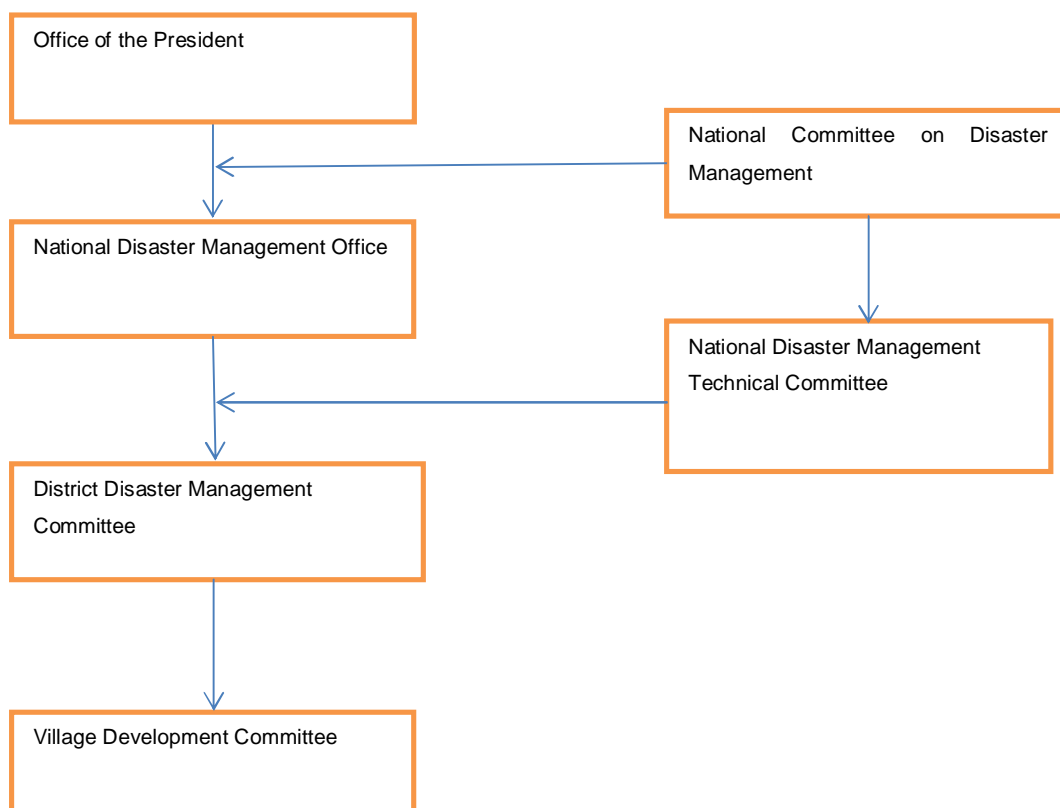 Office of the President
National Committee on Disaster
Management
National Disaster Management Office
National Disaster Management
Technical Committee
District Disaster Management
Committee
Village Development Committee